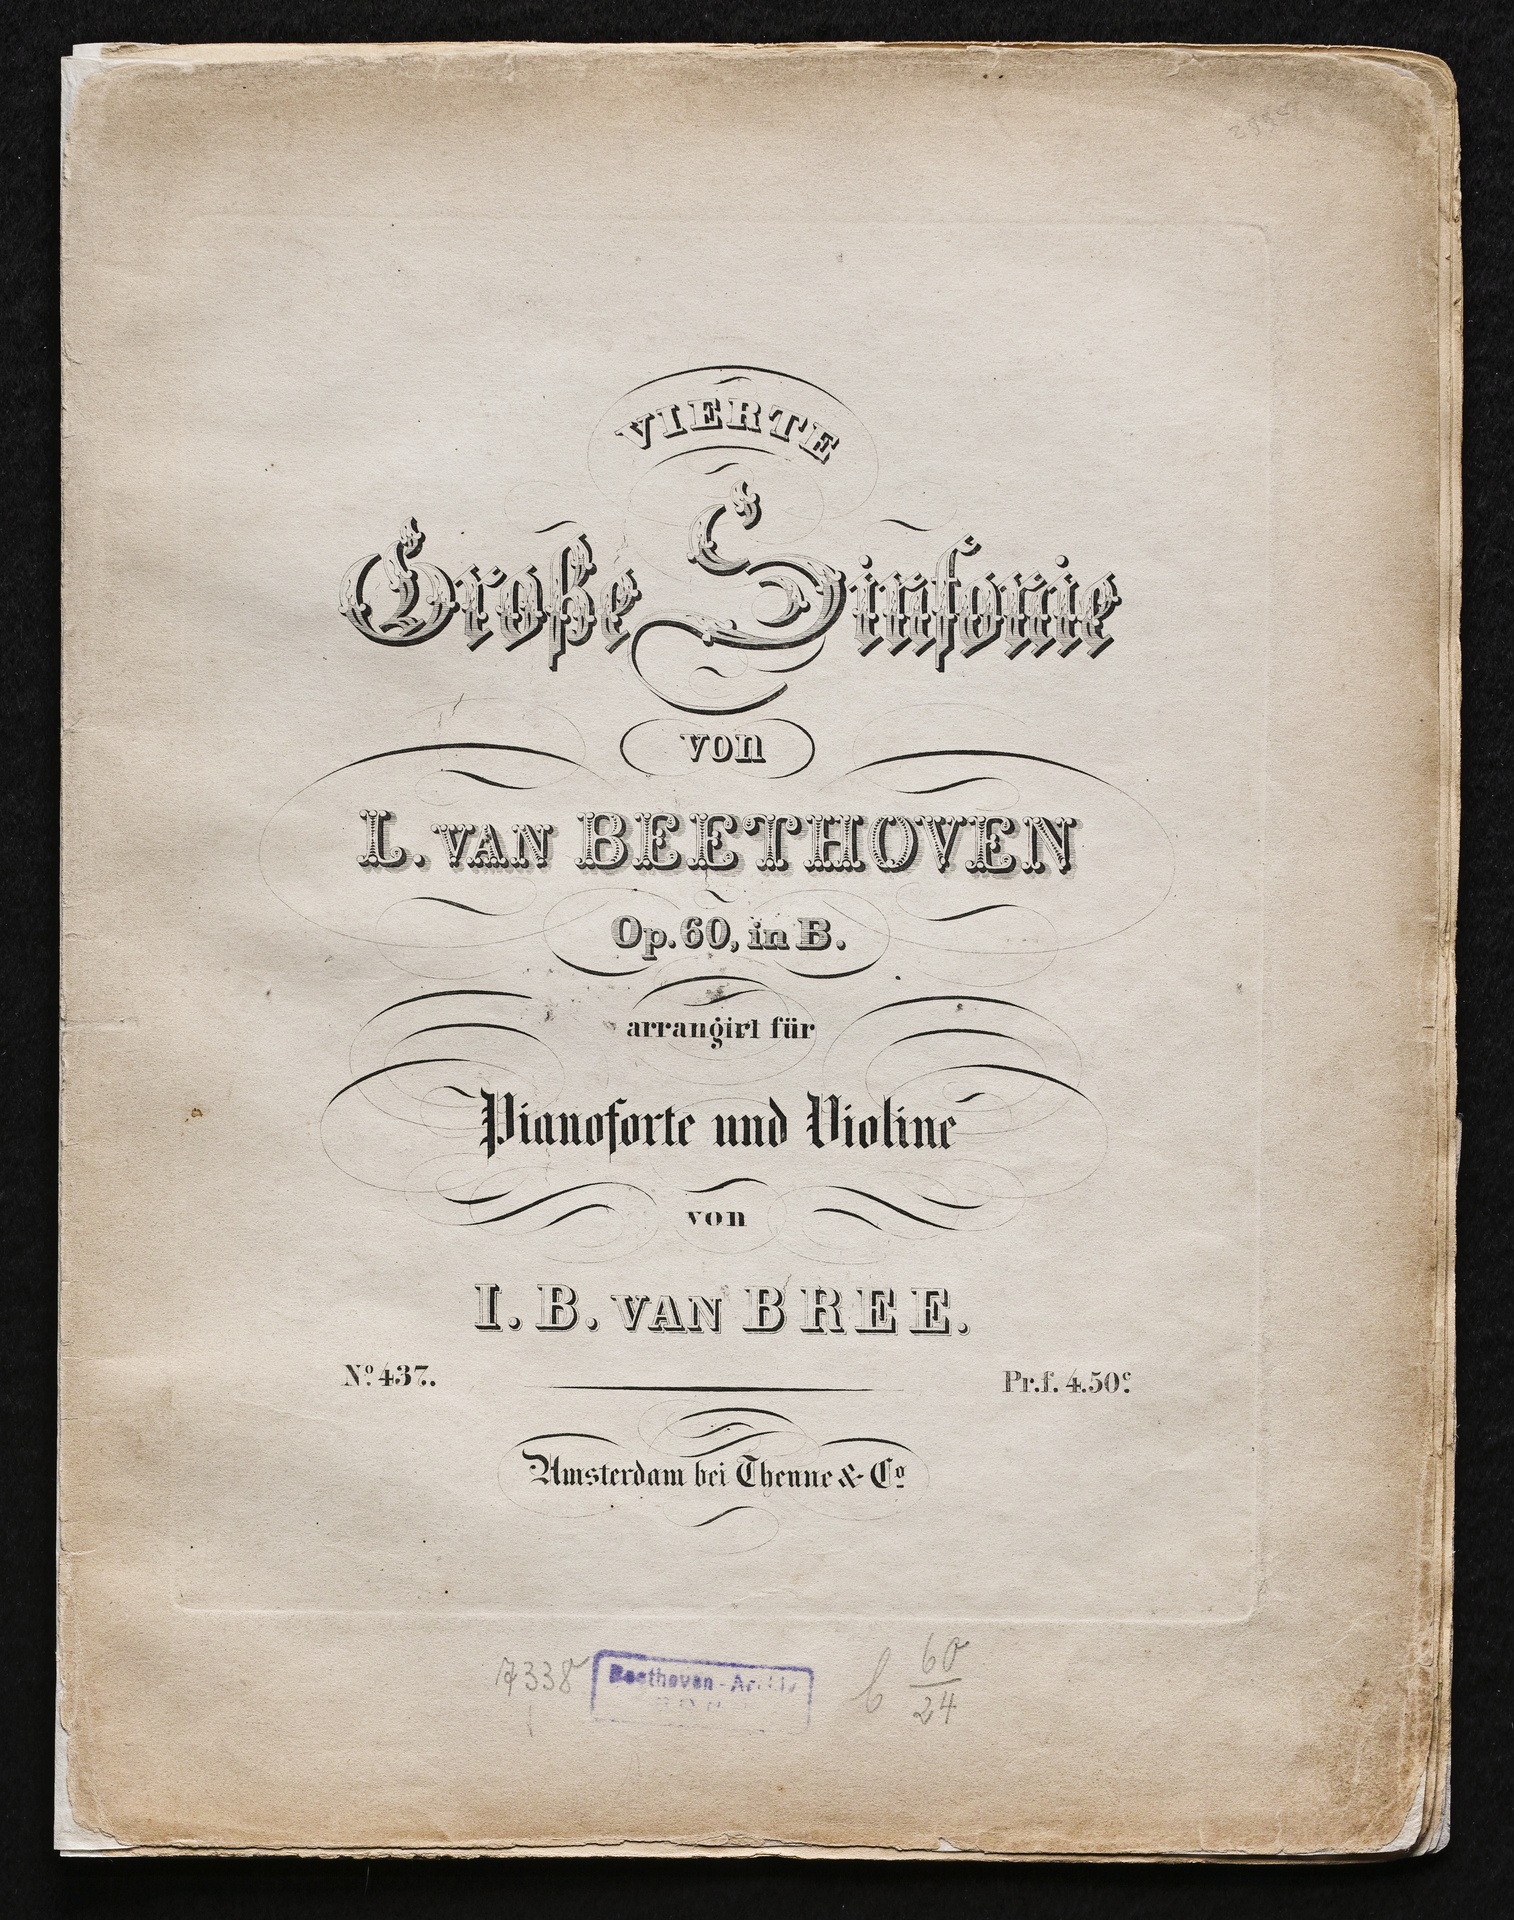 VIERTE
Große Sinfonie
von
L. VAN BEETHOVEN
Op. 60, in B.
arrangirt für
Pianoforte und Violine
von
I. B. VAN BREE.
Nº 437.
Pr. f. 4.50ᶜ
Amsterdam bei Thenne & Cº
7338
Beethoven-Archiv
60
24